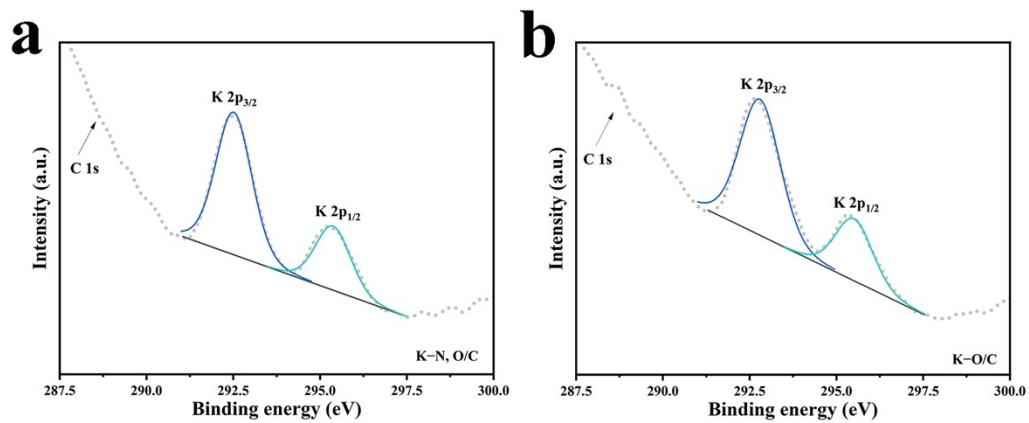 a
K 2p3/2
C 1s
K 2p1/2
Intensity (a.u.)
K−N, O/C
287.5 290.0 292.5 295.0 297.5 300.0
Binding energy (eV)
b
K 2p3/2
C 1s
K 2p1/2
Intensity (a.u.)
K−O/C
287.5 290.0 292.5 295.0 297.5 300.0
Binding energy (eV)